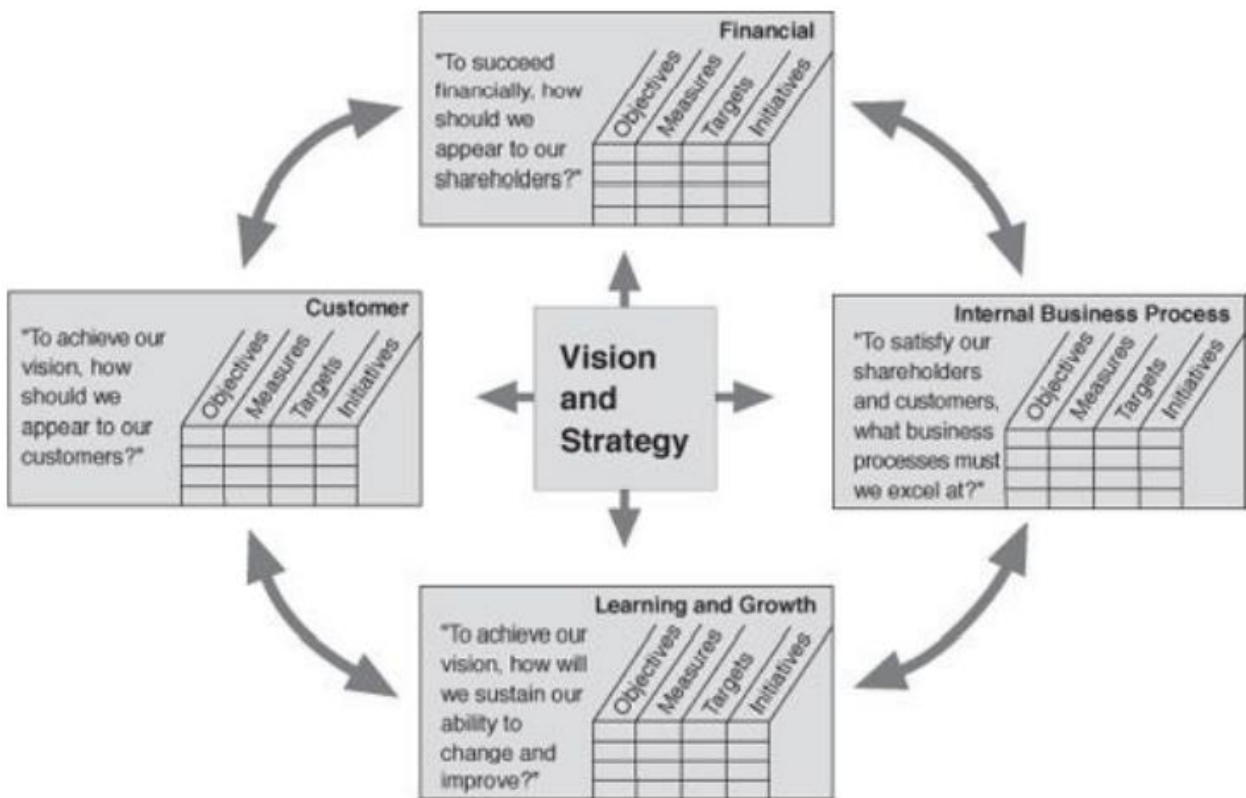 Financial
"To succeed
financially, how
should we
appear to our
shareholders?"
Objectives
Measures
Targets
Initiatives
Customer
"To achieve our
vision, how
should we
appear to our
customers?"
Objectives
Measures
Targets
Initiatives
Vision
and
Strategy
Internal Business Process
"To satisfy our
shareholders
and customers,
what business
processes must
we excel at?"
Objectives
Measures
Targets
Initiatives
Learning and Growth
"To achieve our
vision, how will
we sustain our
ability to
change and
improve?"
Objectives
Measures
Targets
Initiatives